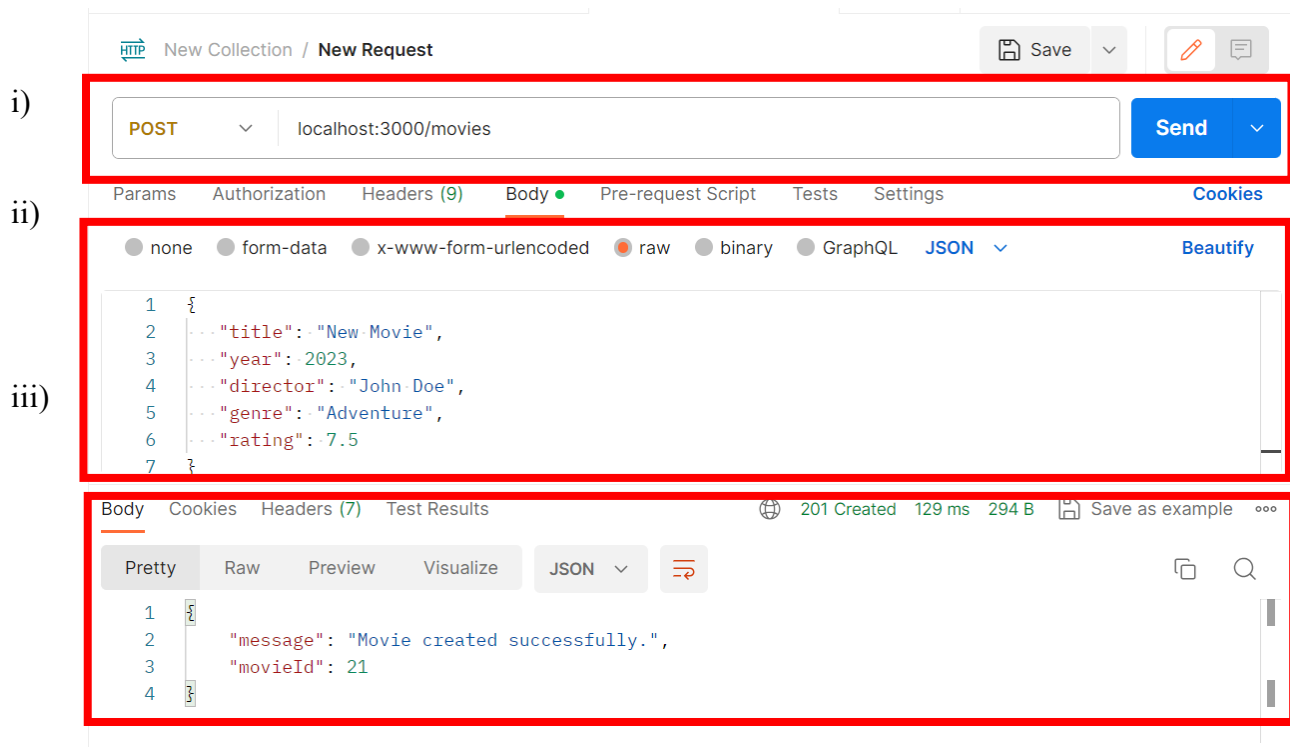 HTTP New Collection / New Request Save
i)
POST localhost:3000/movies Send
Params Authorization Headers (9) Body Pre-request Script Tests Settings Cookies
ii)
none form-data x-www-form-urlencoded raw binary GraphQL JSON Beautify
1 {
2 "title": "New Movie",
3 "year": 2023,
4 "director": "John Doe",
iii)
5 "genre": "Adventure",
6 "rating": 7.5
7 }
Body Cookies Headers (7) Test Results 201 Created 129 ms 294 B Save as example
Pretty Raw Preview Visualize JSON
1 {
2 "message": "Movie created successfully.",
3 "movieId": 21
4 }